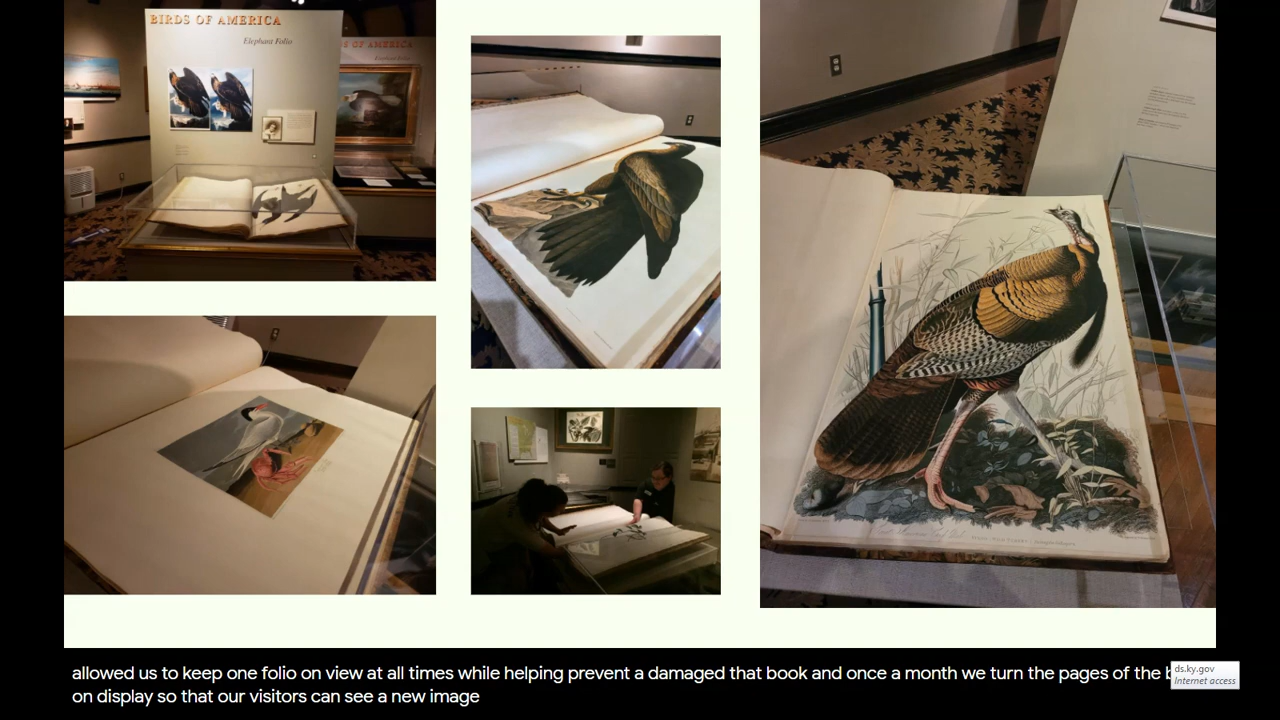 BIRDS OF AMERICA
Elephant Folio
OF AMERICA
allowed us to keep one folio on view at all times while helping prevent a damaged that book and once a month we turn the pages of the
on display so that our visitors can see a new image
ds.ky.gov
Internet access